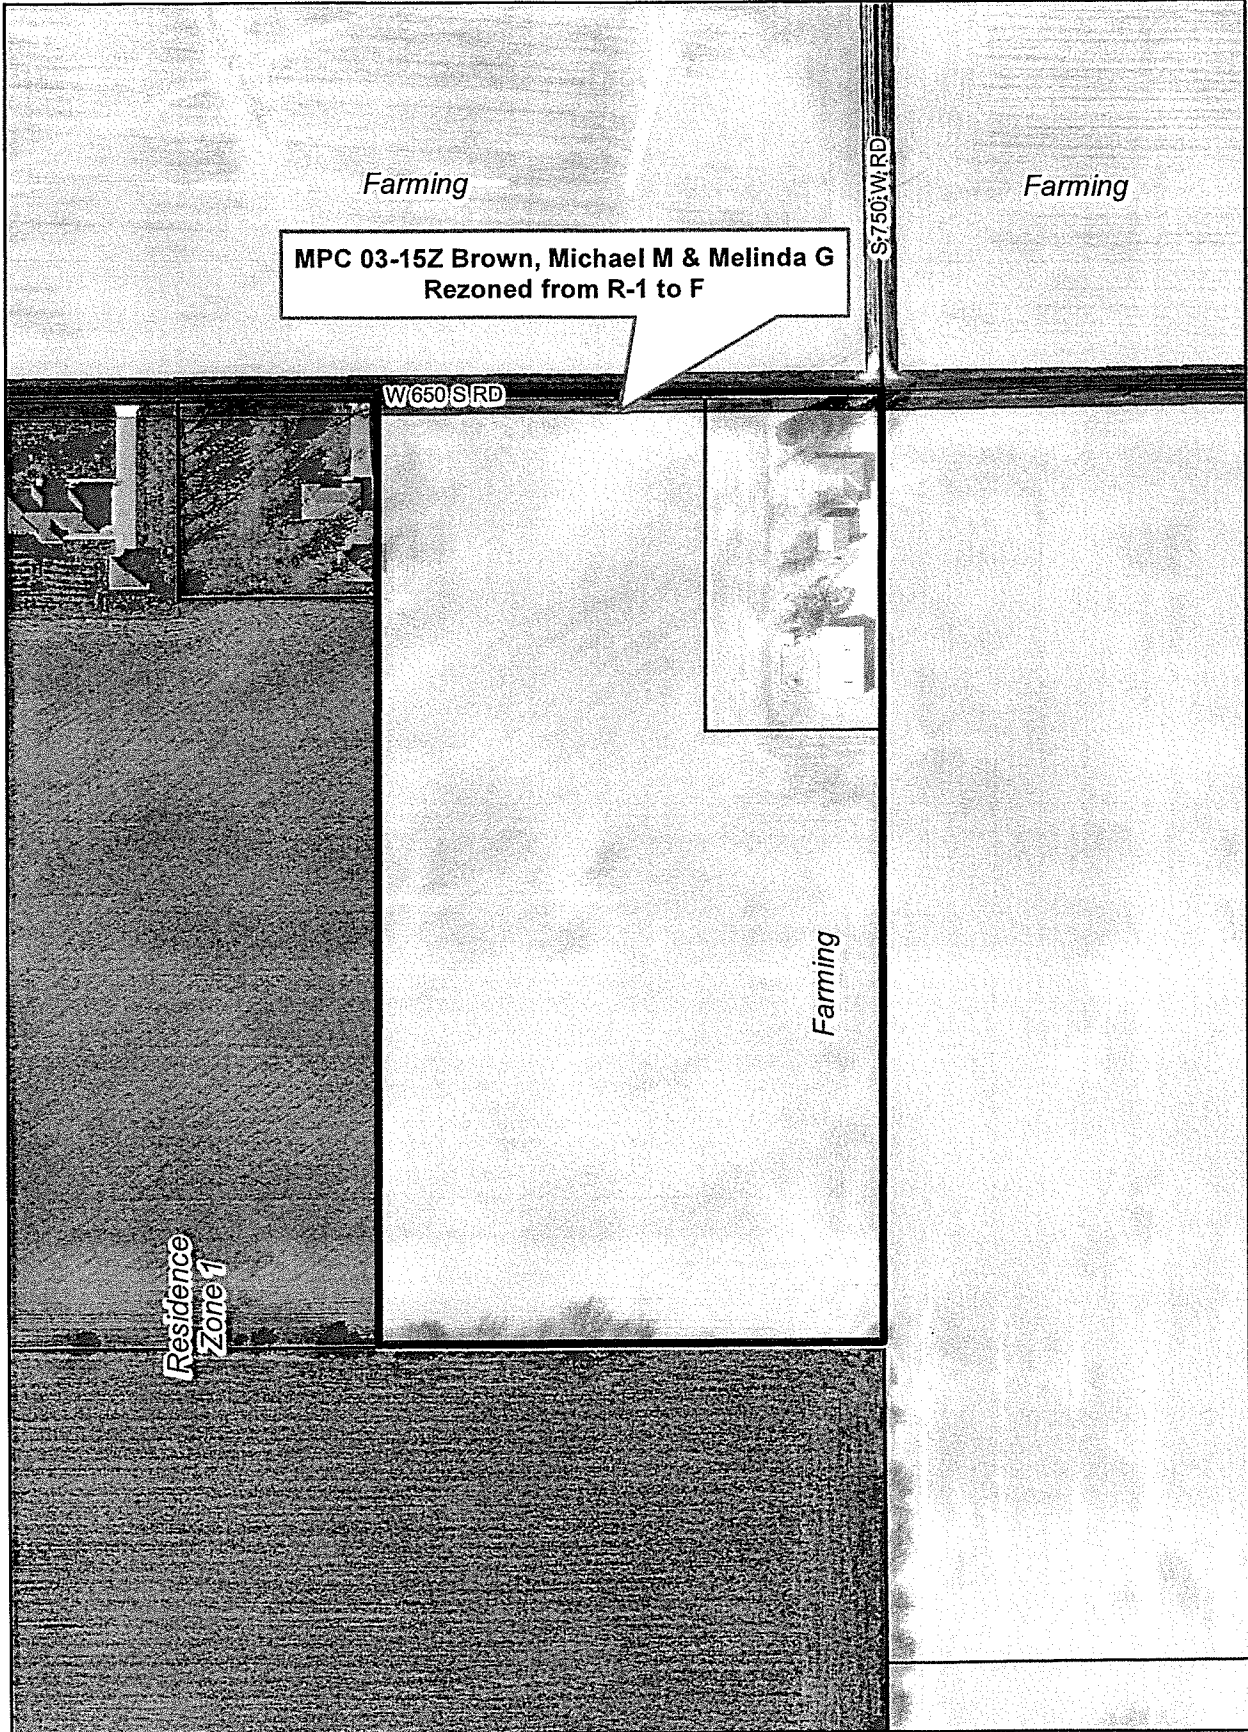 Farming
S 750 W RD
Farming
MPC 03-15Z Brown, Michael M & Melinda G
Rezoned from R-1 to F
W 650 S RD
Farming
Residence
Zone 1